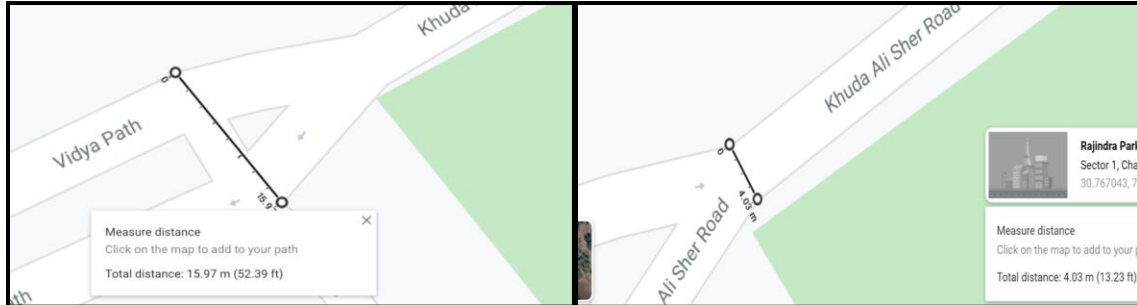 Khuda
Vidya Path
0
15.9
Measure distance
Click on the map to add to your path
Total distance: 15.97 m (52.39 ft)
th
Khuda Ali Sher Road
0
4.03 m
Ali Sher Road
Rajindra Park
Sector 1, Cha
30.767043, 7
Measure distance
Click on the map to add to your p
Total distance: 4.03 m (13.23 ft)